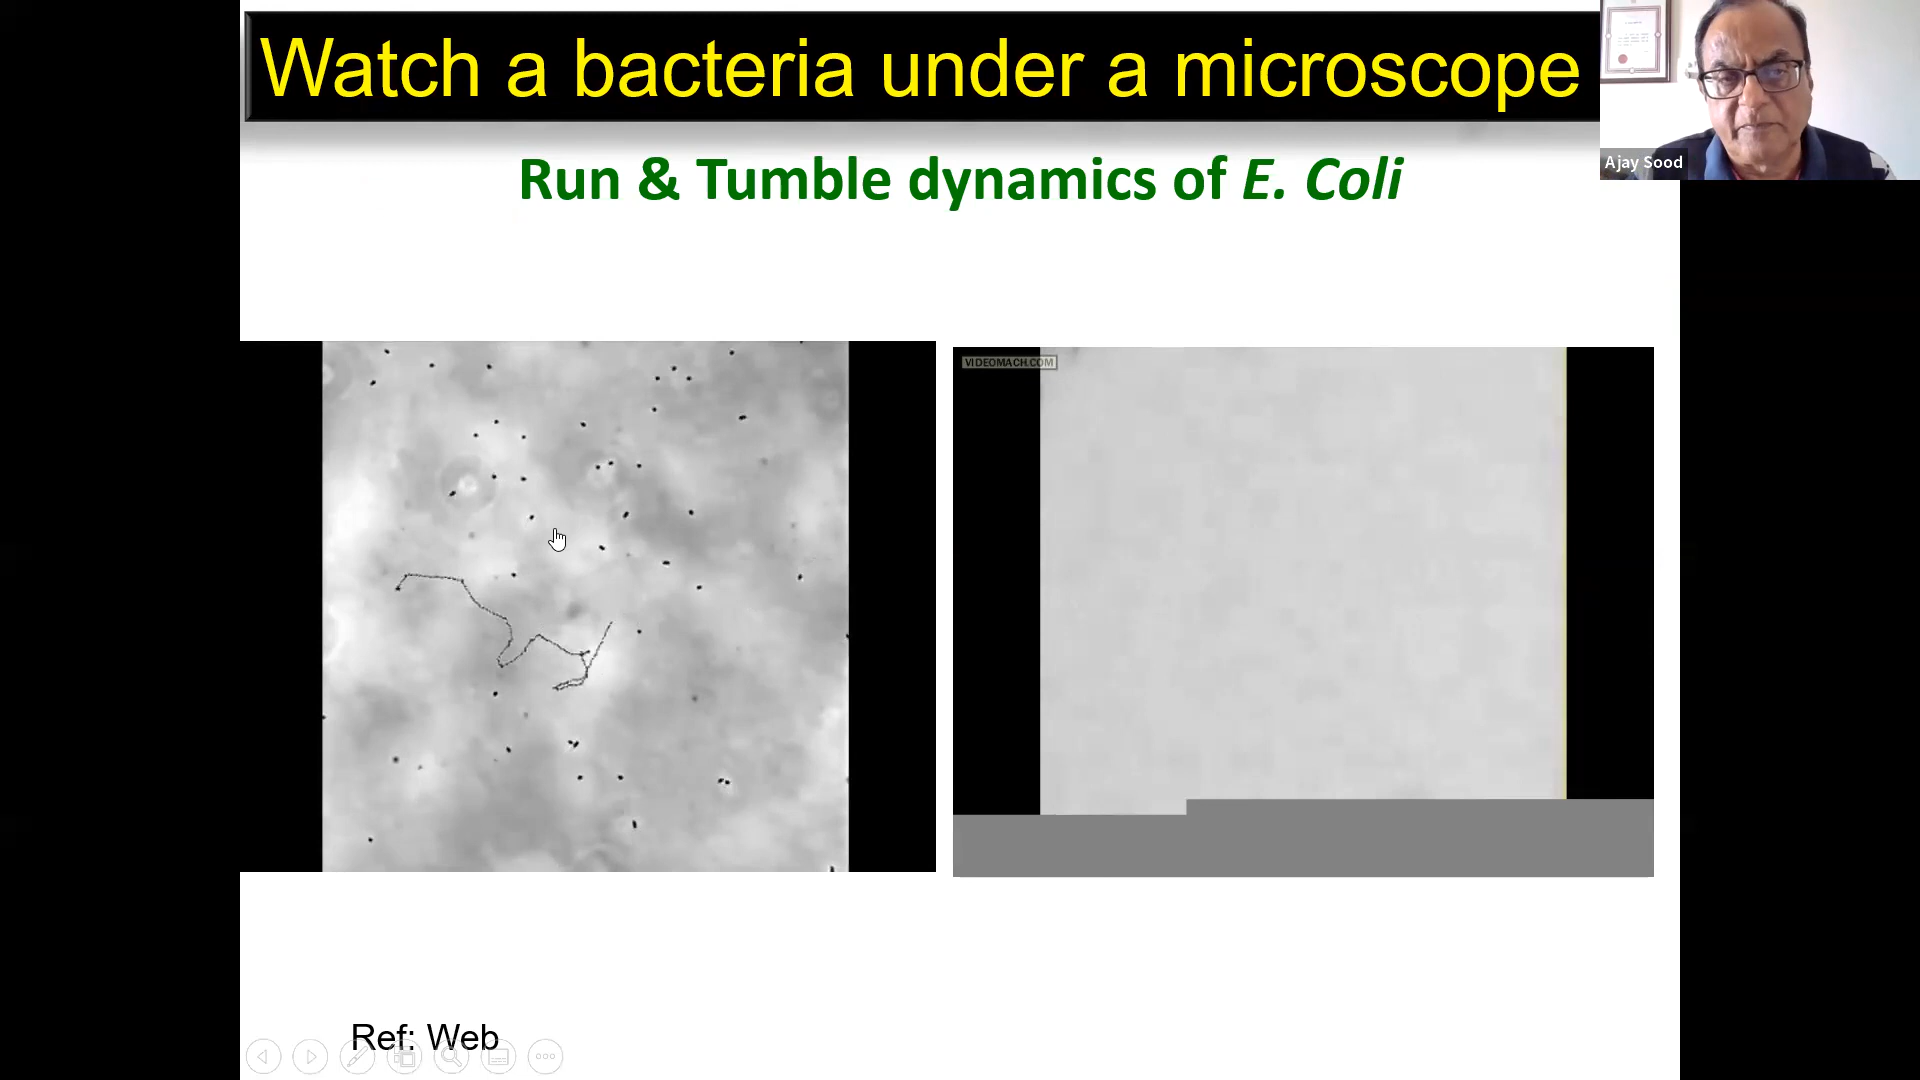 Watch a bacteria under a microscope
Ajay Sood
Run & Tumble dynamics of E. Coli
VIDEOMACH.COM
Ref: Web